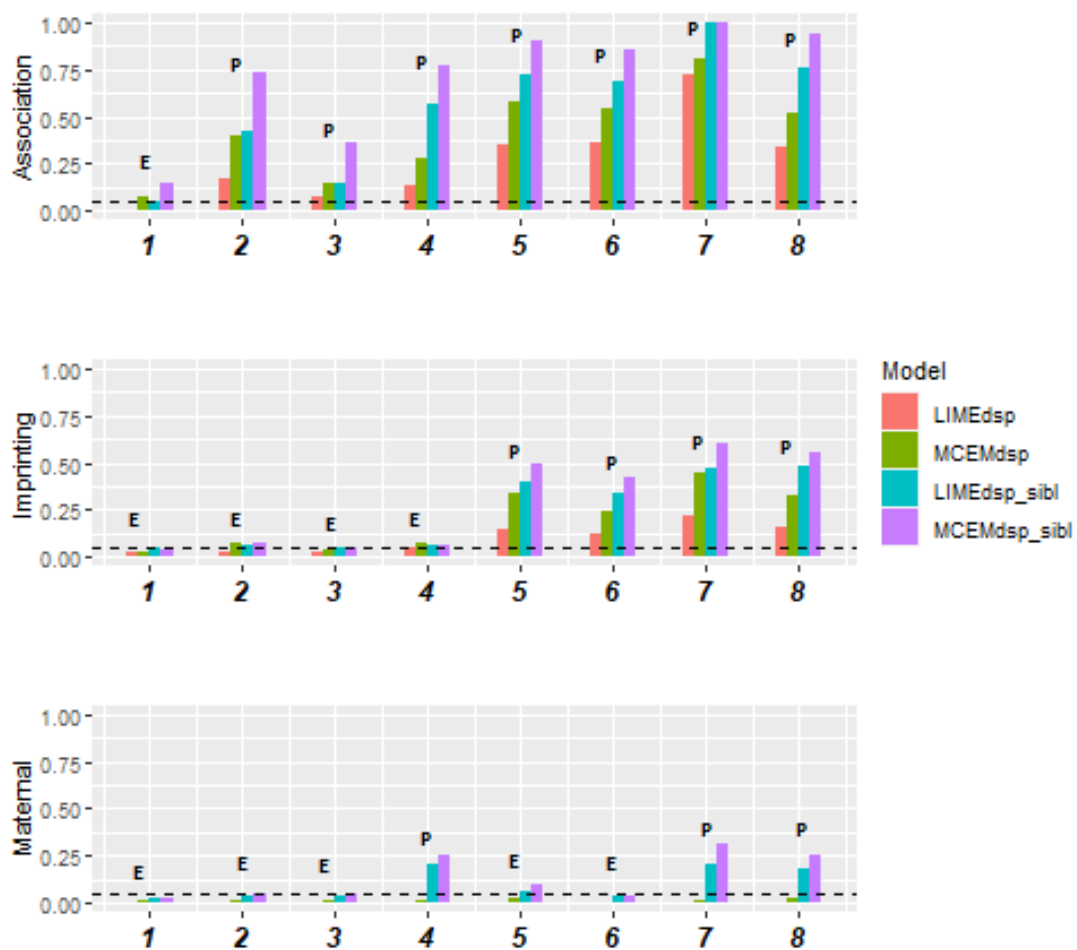 Association
1.00
0.75
0.50
0.25
0.00
E P P P P P P P
1 2 3 4 5 6 7 8
Imprinting
1.00
0.75
0.50
0.25
0.00
E E E E P P P P
1 2 3 4 5 6 7 8
Model
LIMEdsp
MCEMdsp
LIMEdsp_sibl
MCEMdsp_sibl
Maternal
1.00
0.75
0.50
0.25
0.00
E E E P E E P P
1 2 3 4 5 6 7 8